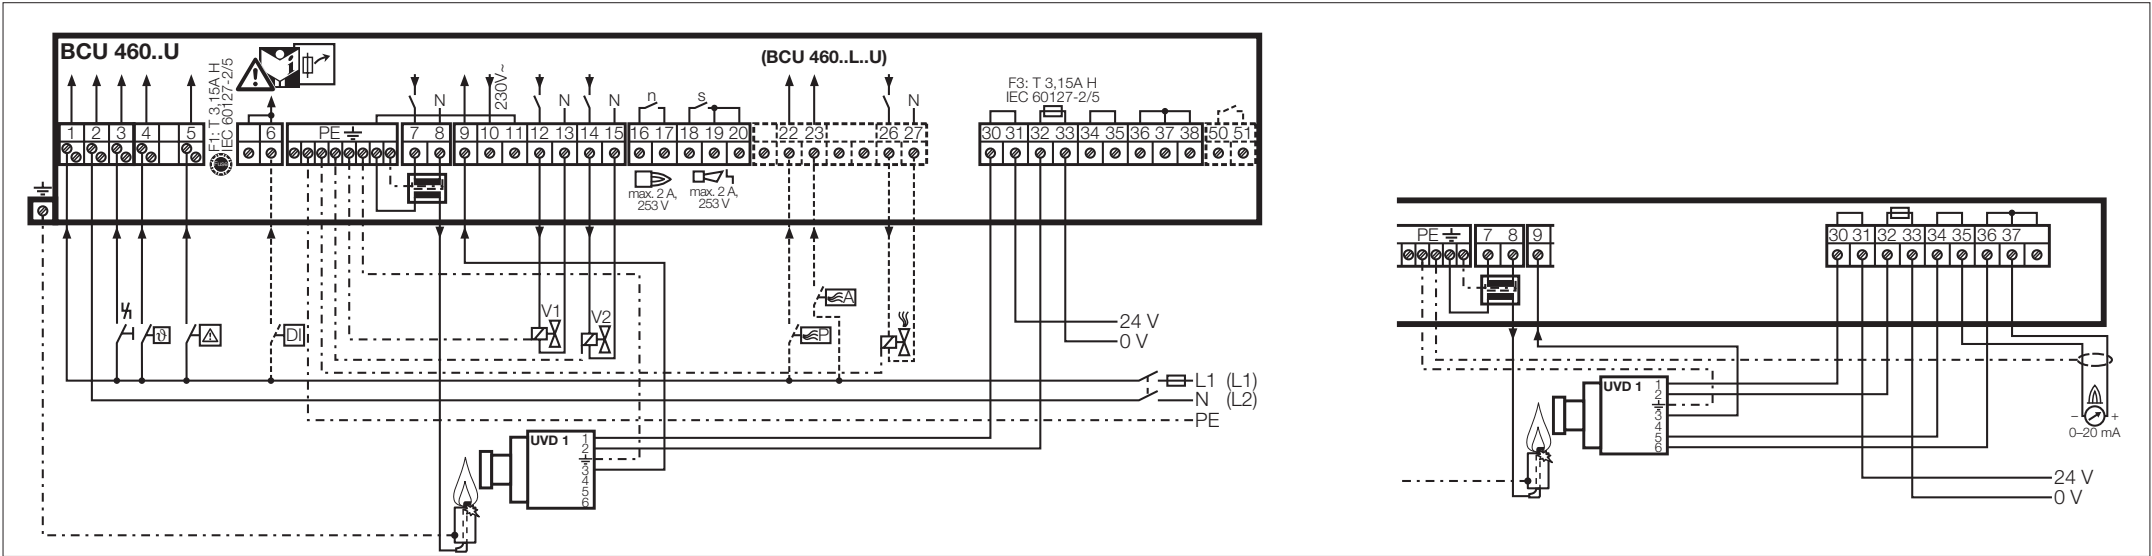 BCU 460..U
F1: T 3,15A H
IEC 60127-2/5
FUSE
230V~
(BCU 460..L..U)
F3: T 3,15A H
IEC 60127-2/5
N N N n s N
1 2 3 4 5 6 PE 7 8 9 10 11 12 13 14 15 16 17 18 19 20 22 23 26 27 30 31 32 33 34 35 36 37 38 50 51
max. 2 A,
253 V
max. 2 A,
253 V
ϑ
DI
V1
V2
P
A
24 V
0 V
L1 (L1)
N (L2)
PE
UVD 1
1
2
3
4
5
6
PE 7 8 9 30 31 32 33 34 35 36 37
UVD 1
1
2
3
4
5
6
– +
0–20 mA
24 V
0 V